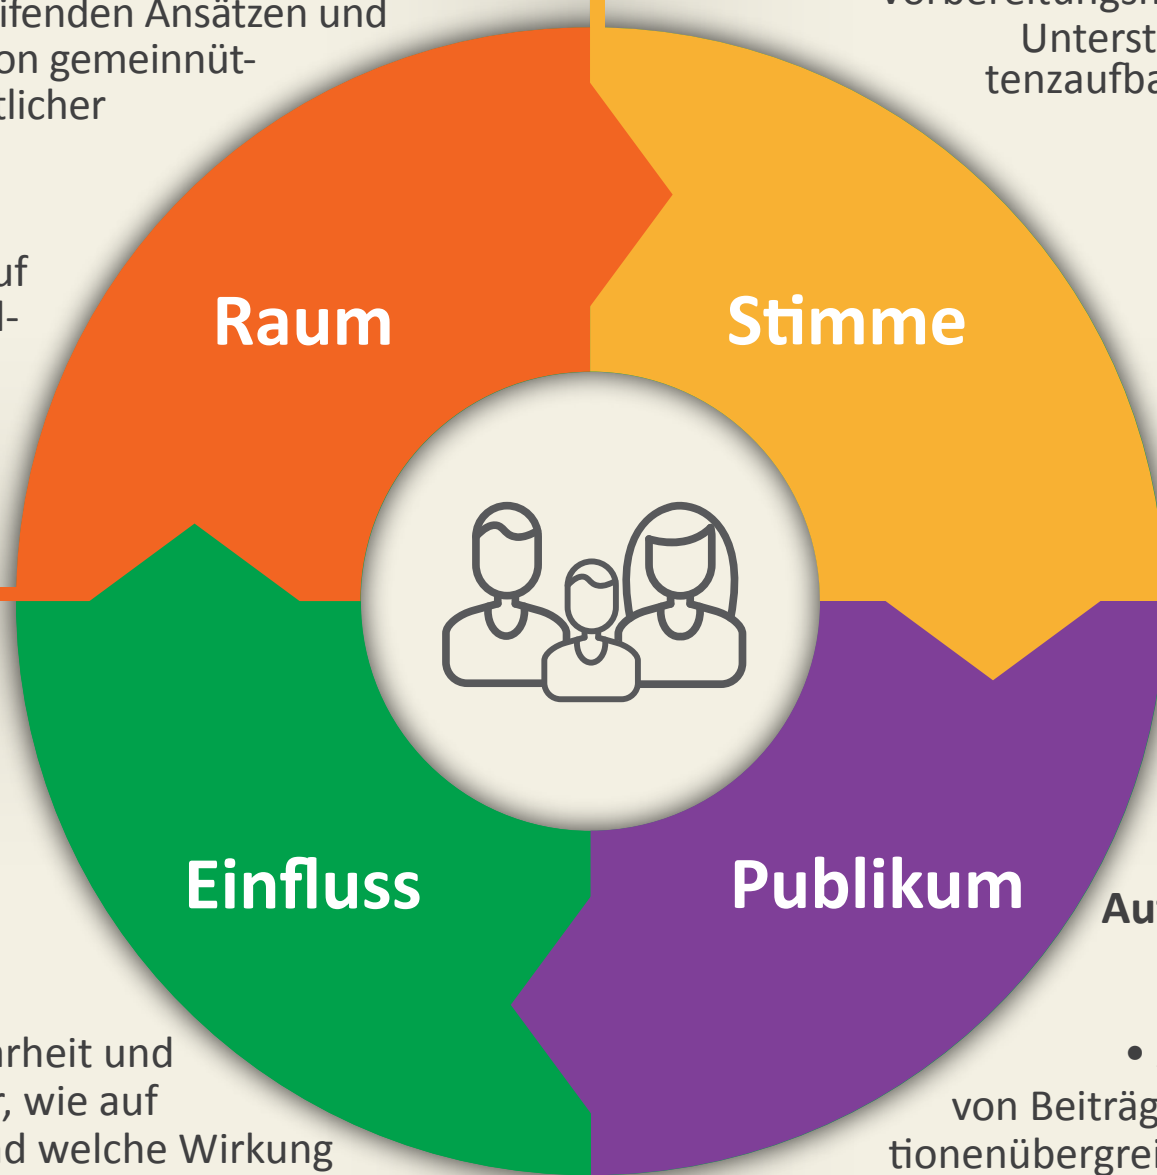 ifenden Ansätzen und
on gemeinnüt-
tlicher
uf
Unterst
tenzaufba
Raum
Stimme
Einfluss
Publikum
rheit und
r, wie auf
d welche Wirkung
Au
•
von Beiträg
tionenübergrei